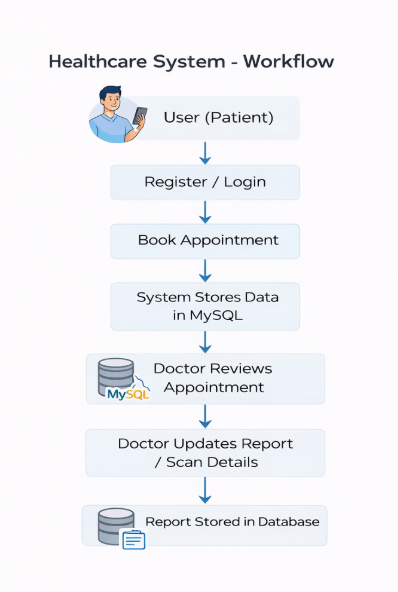 Healthcare System - Workflow
User (Patient)
Register / Login
Book Appointment
System Stores Data
in MySQL
Doctor Reviews
Appointment
MySQL
Doctor Updates Report
/ Scan Details
Report Stored in Database